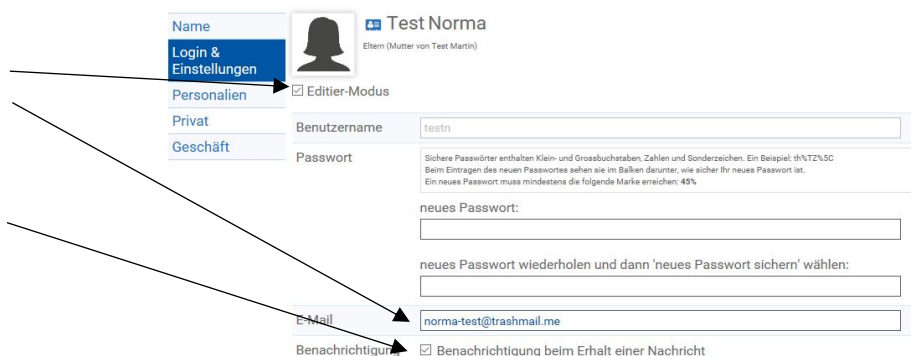 Name
Login &
Einstellungen
Personalien
Privat
Geschäft
Test Norma
Eltern (Mutter von Test Martin)
Editier-Modus
Benutzername
testn
Passwort
Sichere Passwörter enthalten Klein- und Grossbuchstaben, Zahlen und Sonderzeichen. Ein Beispiel: th%TZ%5C
Beim Eintragen des neuen Passwortes sehen sie im Balken darunter, wie sicher Ihr neues Passwort ist.
Ein neues Passwort muss mindestens die folgende Marke erreichen: 45%
neues Passwort:
neues Passwort wiederholen und dann 'neues Passwort sichern' wählen:
E-Mail
norma-test@trashmail.me
Benachrichtigung
Benachrichtigung beim Erhalt einer Nachricht